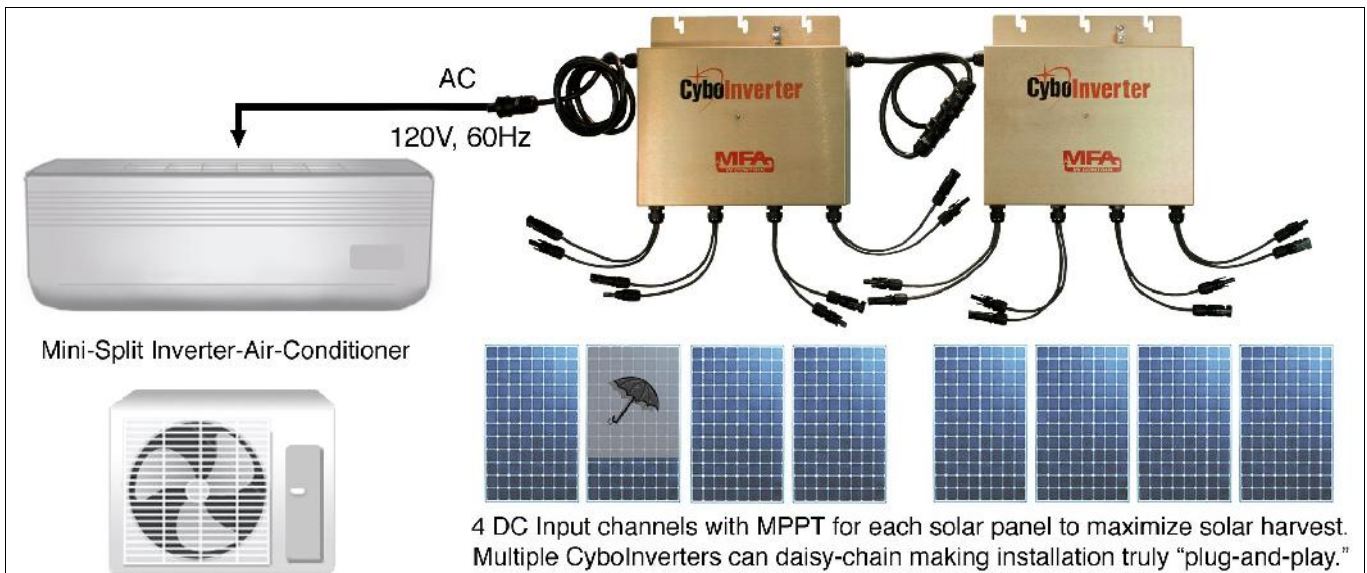 AC
120V, 60Hz
CyboInverter
MFA
CyboInverter
MFA
Mini-Split Inverter-Air-Conditioner
4 DC Input channels with MPPT for each solar panel to maximize solar harvest.
Multiple CyboInverters can daisy-chain making installation truly “plug-and-play.”